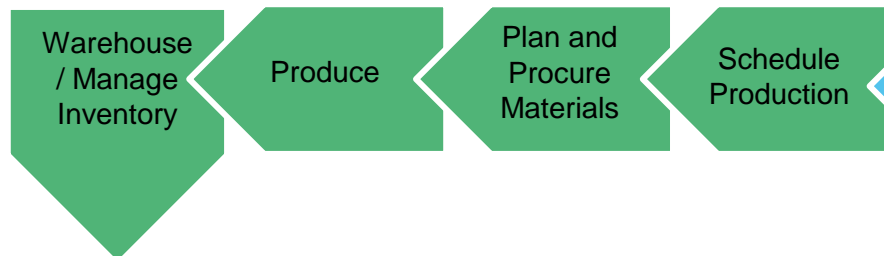 Warehouse
/ Manage
Inventory
Produce
Plan and
Procure
Materials
Schedule
Production